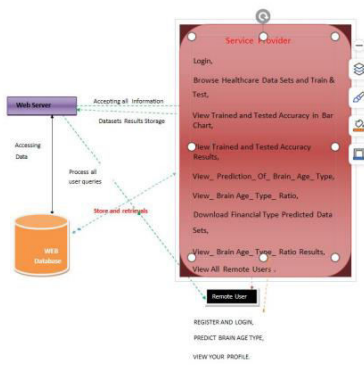 Service Provider
Login,
Browse Healthcare Data Sets and Train &
Test,
View Trained and Tested Accuracy in Bar
Chart,
View Trained and Tested Accuracy
Results,
View_ Prediction_Of_ Brain_ Age_ Type,
View_ Brain Age_ Type_ Ratio,
Download Financial Type Predicted Data
Sets,
View_ Brain Age_ Type_ Ratio Results,
View All Remote Users .
Web Server
Accepting all Information
Datasets Results Storage
Accessing
Data
Process all
user queries
Store and retrievals
WEB
Database
Remote User
REGISTER AND LOGIN,
PREDICT BRAIN AGE TYPE,
VIEW YOUR PROFILE.